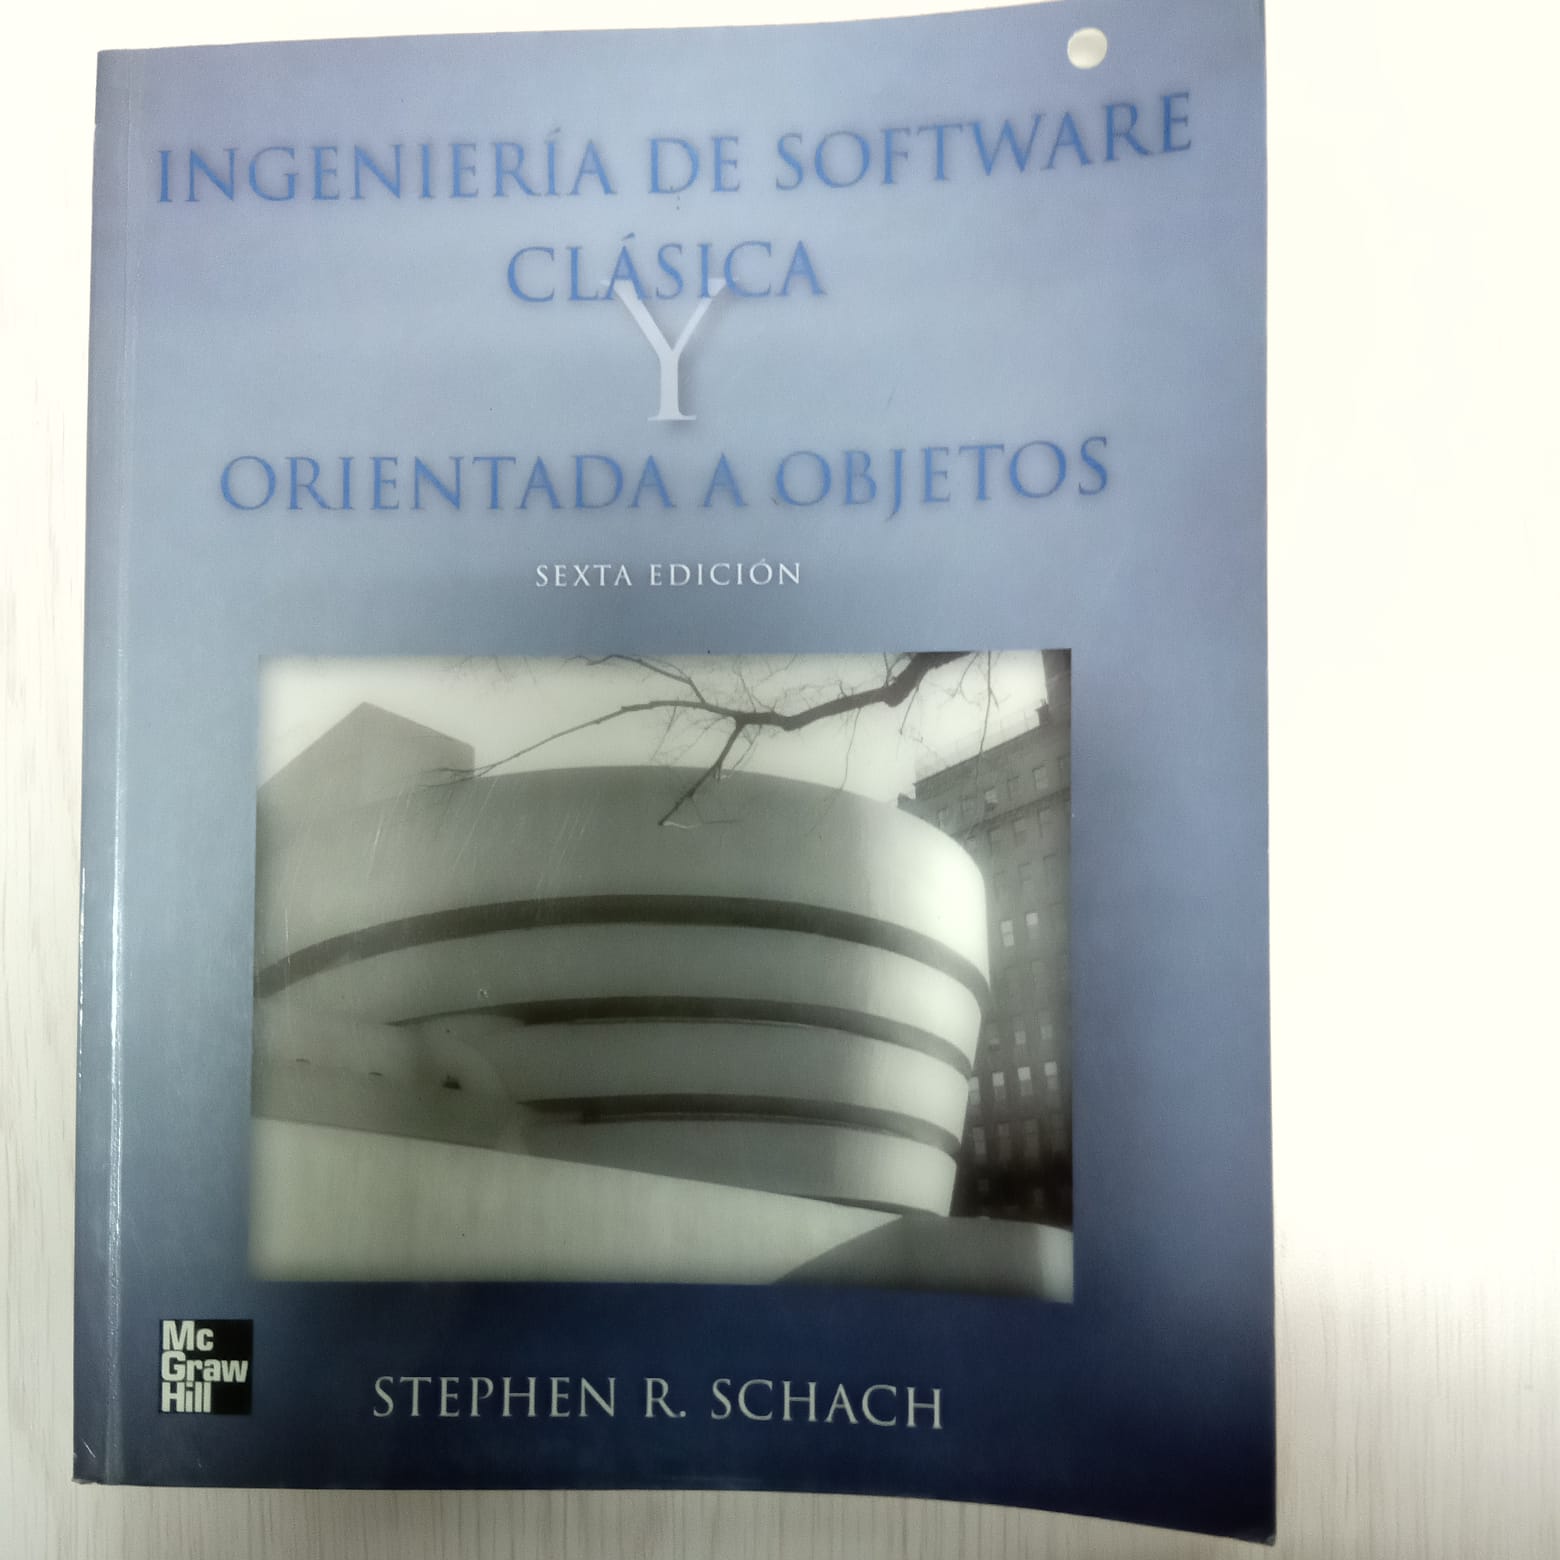 INGENIERÍA DE SOFTWARE
CLÁSICA
Y
ORIENTADA A OBJETOS
SEXTA EDICIÓN
Mc
Graw
Hill
STEPHEN R. SCHACH